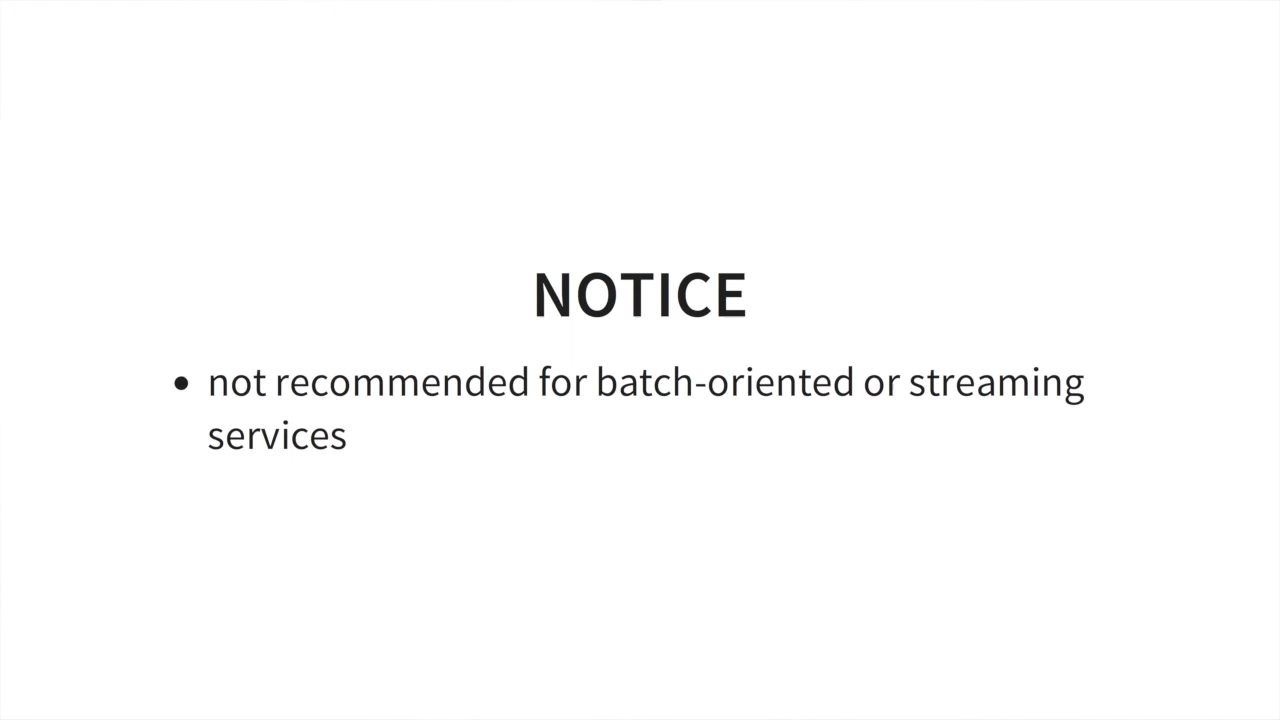 NOTICE
• not recommended for batch-oriented or streaming
services